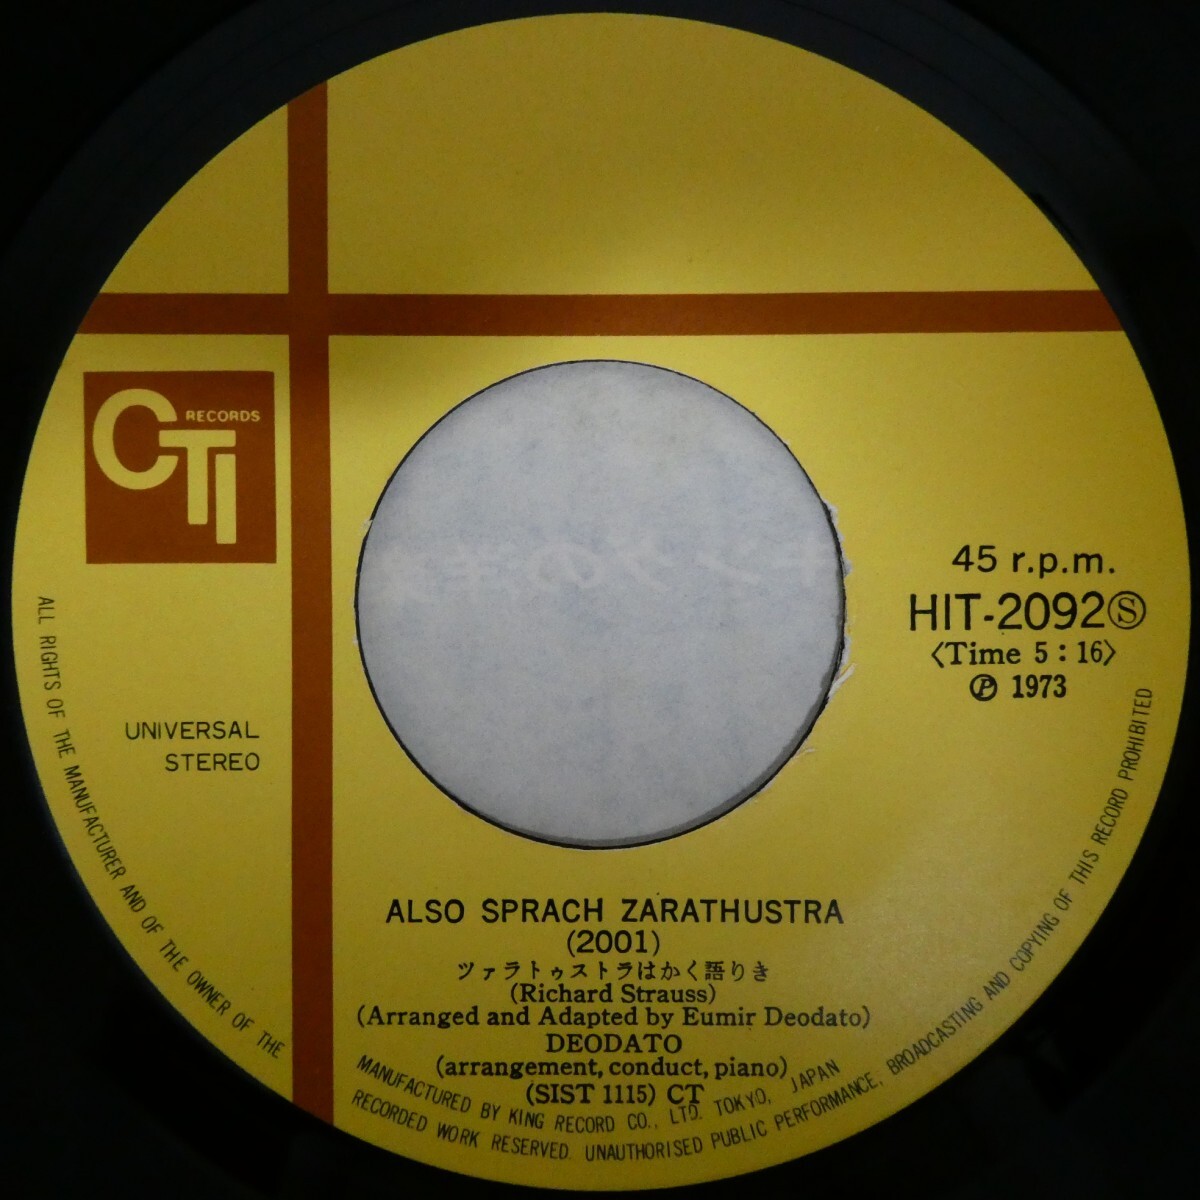 CTI RECORDS
UNIVERSAL
STEREO
45 r.p.m.
HIT-2092Ⓢ
〈Time 5:16〉
Ⓟ 1973
ALSO SPRACH ZARATHUSTRA
(2001)
ツァラトゥストラはかく語りき
(Richard Strauss)
(Arranged and Adapted by Eumir Deodato)
DEODATO
(arrangement, conduct, piano)
(SIST 1115) CT
MANUFACTURED BY KING RECORD CO., LTD. TOKYO, JAPAN
ALL RIGHTS OF THE MANUFACTURER AND OF THE OWNER OF THE RECORDED WORK RESERVED. UNAUTHORISED PUBLIC PERFORMANCE, BROADCASTING AND COPYING OF THIS RECORD PROHIBITED